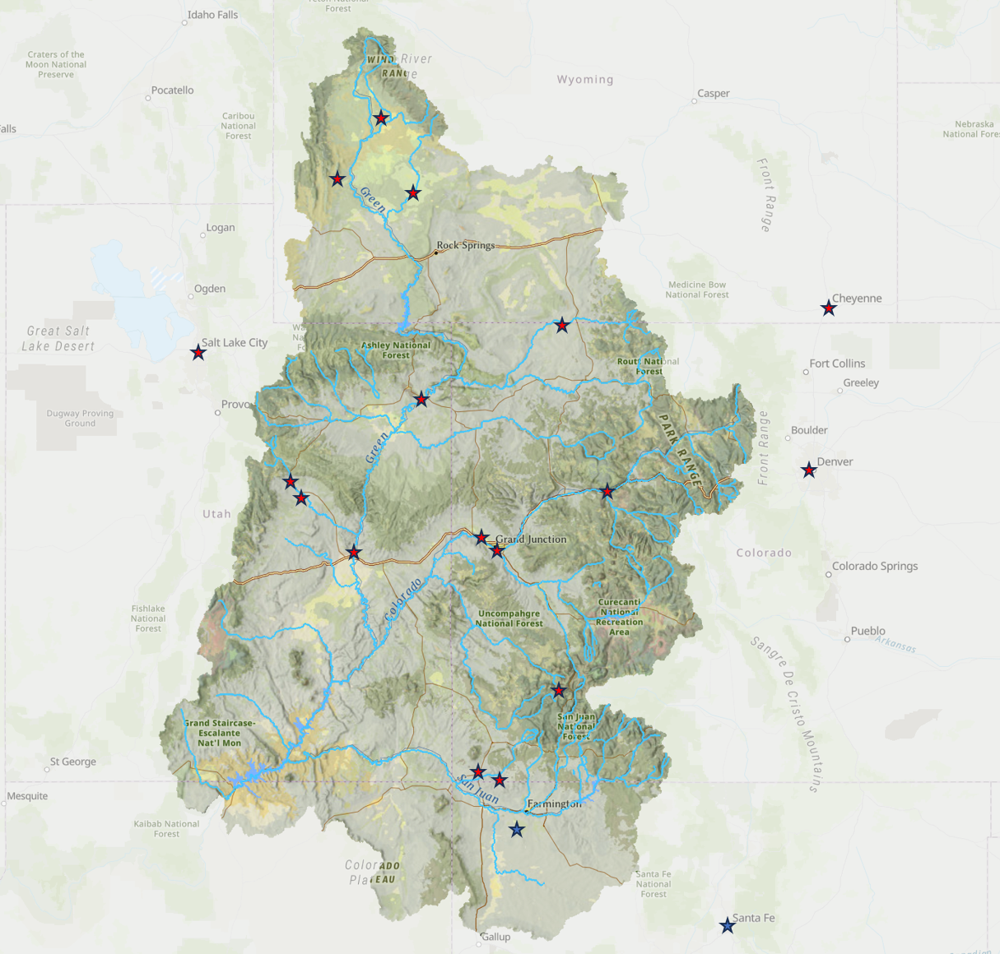 Teton National
Forest
Idaho Falls
Craters of the
Moon National
Preserve
WIND River
RANGE
Wyoming
Pocatello
Casper
Caribou
National
Forest
Falls
Nebraska
National Fores
Front Range
Green
Logan
Rock Springs
Ogden
Medicine Bow
National Forest
Cheyenne
Great Salt
Lake Desert
Salt Lake City
Ashley National
Forest
Routt National
Forest
Fort Collins
Greeley
Provo
Dugway Proving
Ground
PARK RANGE
Front Range
Boulder
Green
Denver
Utah
Grand Junction
Colorado
Colorado Springs
Colorado
Fishlake
National
Forest
Uncompahgre
National Forest
Curecanti
National
Recreation
Area
Pueblo
Arkansas
Sangre De Cristo Mountains
Grand Staircase-
Escalante
Nat'l Mon
San Juan
National
Forest
St George
San Juan
Mesquite
Farmington
Kaibab National
Forest
Colorado
Plateau
Santa Fe
National
Forest
Santa Fe
Gallup